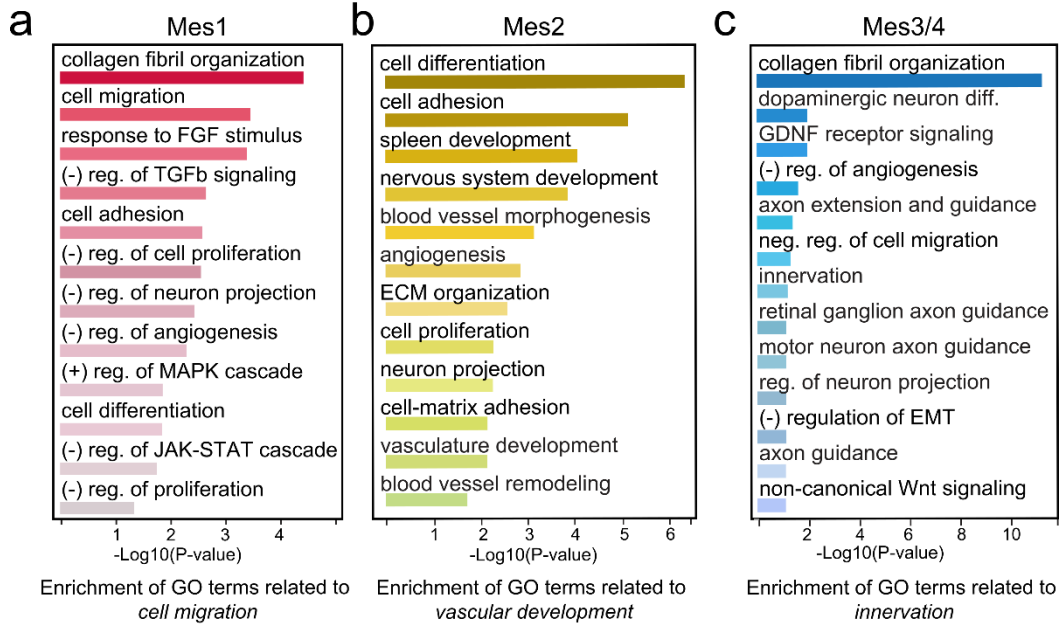 a
Mes1
collagen fibril organization
cell migration
response to FGF stimulus
(-) reg. of TGFb signaling
cell adhesion
(-) reg. of cell proliferation
(-) reg. of neuron projection
(-) reg. of angiogenesis
(+) reg. of MAPK cascade
cell differentiation
(-) reg. of JAK-STAT cascade
(-) reg. of proliferation
1 2 3 4
-Log10(P-value)
Enrichment of GO terms related to
cell migration
b
Mes2
cell differentiation
cell adhesion
spleen development
nervous system development
blood vessel morphogenesis
angiogenesis
ECM organization
cell proliferation
neuron projection
cell-matrix adhesion
vasculature development
blood vessel remodeling
1 2 3 4 5 6
-Log10(P-value)
Enrichment of GO terms related to
vascular development
c
Mes3/4
collagen fibril organization
dopaminergic neuron diff.
GDNF receptor signaling
(-) reg. of angiogenesis
axon extension and guidance
neg. reg. of cell migration
innervation
retinal ganglion axon guidance
motor neuron axon guidance
reg. of neuron projection
(-) regulation of EMT
axon guidance
non-canonical Wnt signaling
2 4 6 8 10
-Log10(P-value)
Enrichment of GO terms related to
innervation